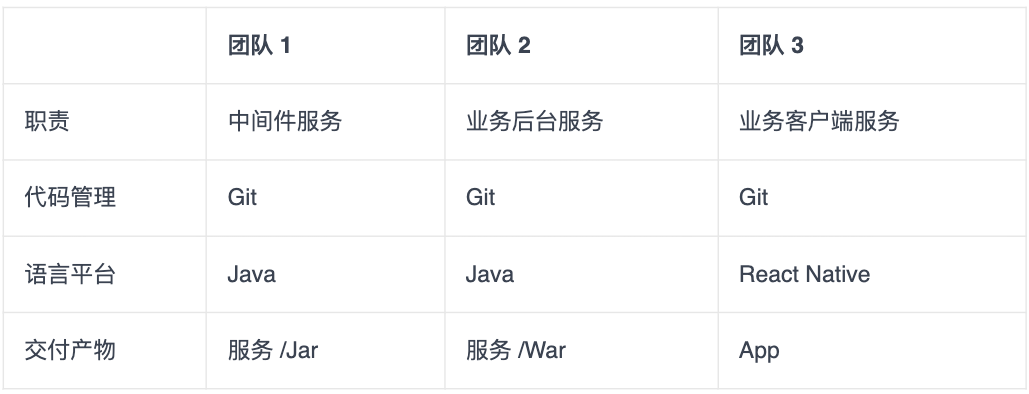 团队 1 团队 2 团队 3
职责 中间件服务 业务后台服务 业务客户端服务
代码管理 Git Git Git
语言平台 Java Java React Native
交付产物 服务 /Jar 服务 /War App